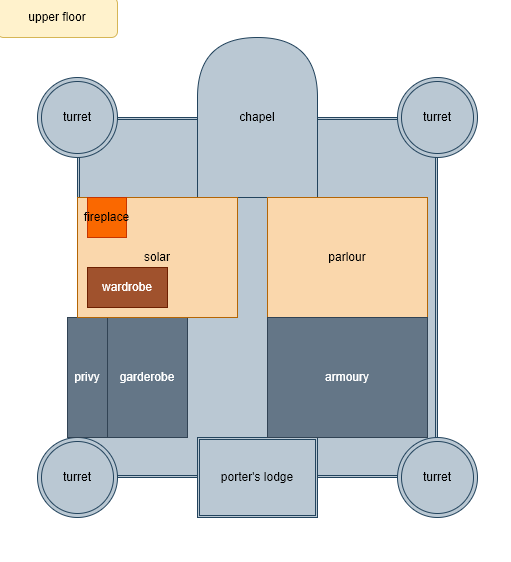 upper floor
turret
chapel
turret
fireplace
solar
parlour
wardrobe
privy
garderobe
armoury
turret
porter's lodge
turret